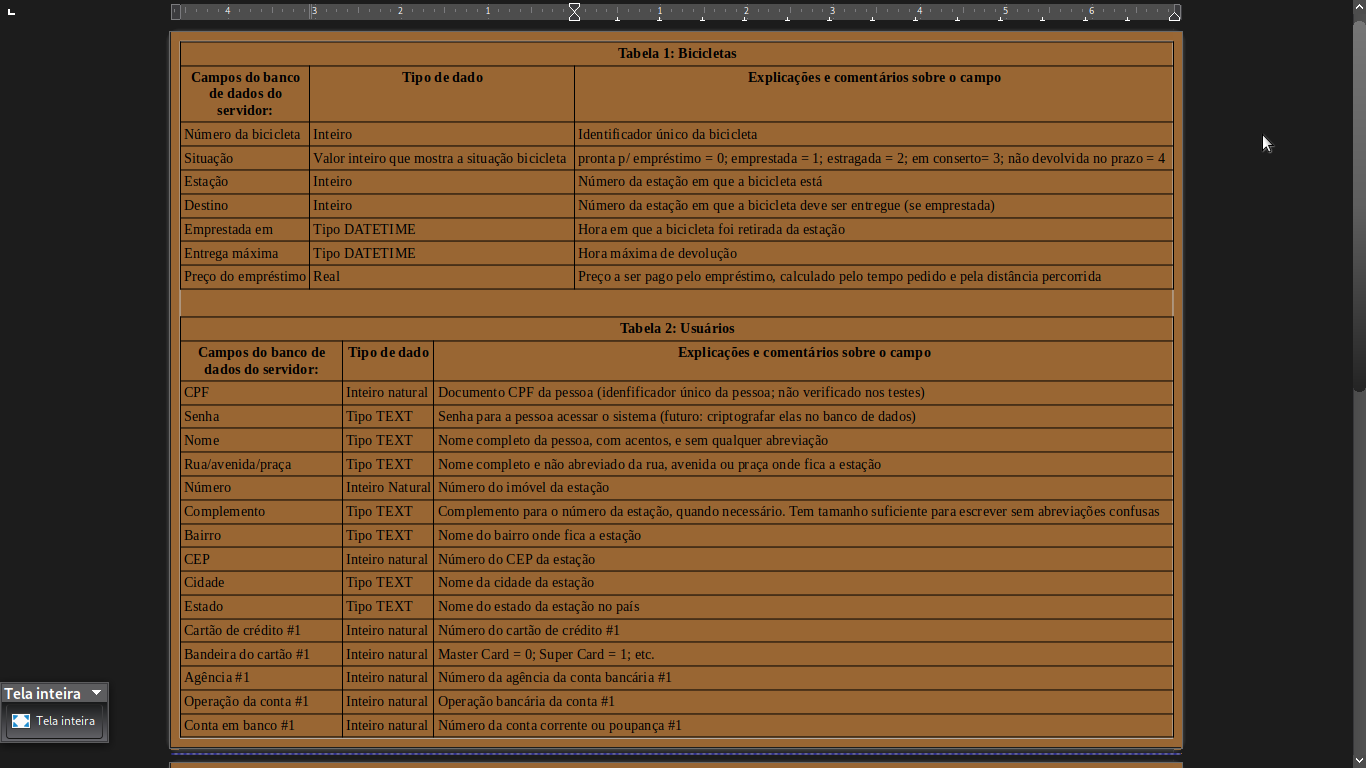 4 3 2 1 1 2 3 4 5 6
Tabela 1: Bicicletas
Campos do banco de dados do servidor: Tipo de dado Explicações e comentários sobre o campo
Número da bicicleta Inteiro Identificador único da bicicleta
Situação Valor inteiro que mostra a situação bicicleta pronta p/ empréstimo = 0; emprestada = 1; estragada = 2; em conserto= 3; não devolvida no prazo = 4
Estação Inteiro Número da estação em que a bicicleta está
Destino Inteiro Número da estação em que a bicicleta deve ser entregue (se emprestada)
Emprestada em Tipo DATETIME Hora em que a bicicleta foi retirada da estação
Entrega máxima Tipo DATETIME Hora máxima de devolução
Preço do empréstimo Real Preço a ser pago pelo empréstimo, calculado pelo tempo pedido e pela distância percorrida
Tabela 2: Usuários
Campos do banco de dados do servidor: Tipo de dado Explicações e comentários sobre o campo
CPF Inteiro natural Documento CPF da pessoa (idenfificador único da pessoa; não verificado nos testes)
Senha Tipo TEXT Senha para a pessoa acessar o sistema (futuro: criptografar elas no banco de dados)
Nome Tipo TEXT Nome completo da pessoa, com acentos, e sem qualquer abreviação
Rua/avenida/praça Tipo TEXT Nome completo e não abreviado da rua, avenida ou praça onde fica a estação
Número Inteiro Natural Número do imóvel da estação
Complemento Tipo TEXT Complemento para o número da estação, quando necessário. Tem tamanho suficiente para escrever sem abreviações confusas
Bairro Tipo TEXT Nome do bairro onde fica a estação
CEP Inteiro natural Número do CEP da estação
Cidade Tipo TEXT Nome da cidade da estação
Estado Tipo TEXT Nome do estado da estação no país
Cartão de crédito #1 Inteiro natural Número do cartão de crédito #1
Bandeira do cartão #1 Inteiro natural Master Card = 0; Super Card = 1; etc.
Agência #1 Inteiro natural Número da agência da conta bancária #1
Operação da conta #1 Inteiro natural Operação bancária da conta #1
Conta em banco #1 Inteiro natural Número da conta corrente ou poupança #1
Tela inteira
Tela inteira